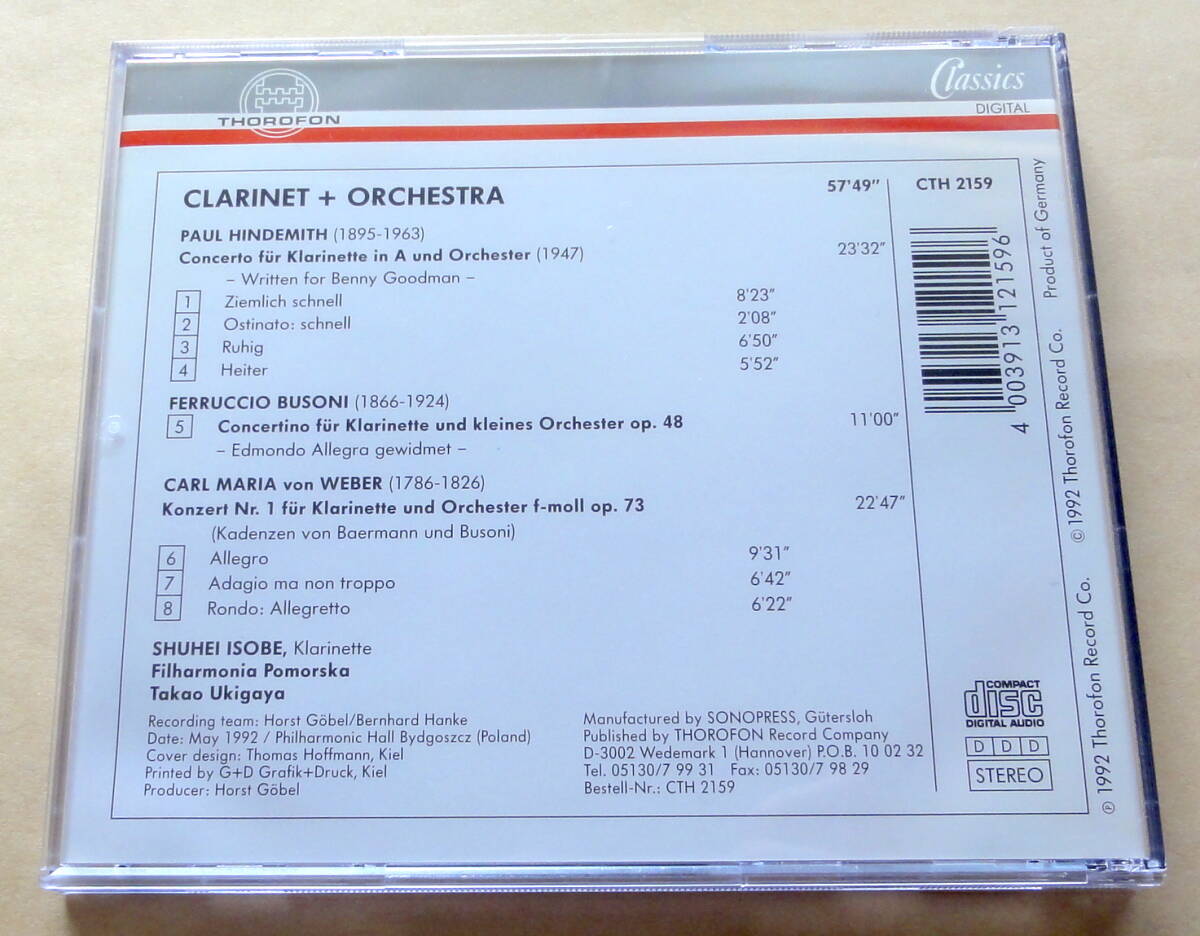 THOROFON
Classics
DIGITAL
CLARINET + ORCHESTRA 57'49" CTH 2159
PAUL HINDEMITH (1895-1963)
Concerto für Klarinette in A und Orchester (1947) 23'32"
– Written for Benny Goodman –
1 Ziemlich schnell 8'23"
2 Ostinato: schnell 2'08"
3 Ruhig 6'50"
4 Heiter 5'52"
FERRUCCIO BUSONI (1866-1924)
5 Concertino für Klarinette und kleines Orchester op. 48 11'00"
– Edmondo Allegra gewidmet –
CARL MARIA von WEBER (1786-1826)
Konzert Nr. 1 für Klarinette und Orchester f-moll op. 73 22'47"
(Kadenzen von Baermann und Busoni)
6 Allegro 9'31"
7 Adagio ma non troppo 6'42"
8 Rondo: Allegretto 6'22"
SHUHEI ISOBE, Klarinette
Filharmonia Pomorska
Takao Ukigaya
Recording team: Horst Göbel/Bernhard Hanke
Date: May 1992 / Philharmonic Hall Bydgoszcz (Poland)
Cover design: Thomas Hoffmann, Kiel
Printed by G+D Grafik+Druck, Kiel
Producer: Horst Göbel
Manufactured by SONOPRESS, Gütersloh
Published by THOROFON Record Company
D-3002 Wedemark 1 (Hannover) P.O.B. 10 02 32
Tel. 05130/7 99 31 Fax: 05130/7 98 29
Bestell-Nr.: CTH 2159
4 003913 121596
COMPACT
disc
DIGITAL AUDIO
D D D
STEREO
℗ 1992 Thorofon Record Co. © 1992 Thorofon Record Co. Product of Germany